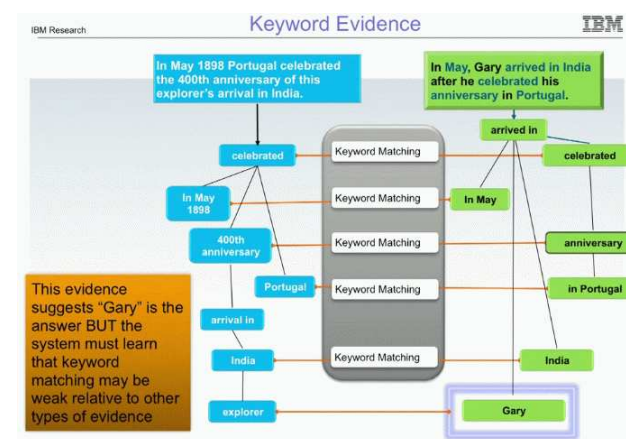 IBM Research
Keyword Evidence
IBM
In May 1898 Portugal celebrated
the 400th anniversary of this
explorer's arrival in India.
In May, Gary arrived in India
after he celebrated his
anniversary in Portugal.
arrived in
celebrated
Keyword Matching
celebrated
In May
1898
Keyword Matching
In May
400th
anniversary
Keyword Matching
anniversary
Portugal
Keyword Matching
in Portugal
arrival in
India
Keyword Matching
India
explorer
Gary
This evidence
suggests "Gary" is the
answer BUT the
system must learn
that keyword
matching may be
weak relative to other
types of evidence